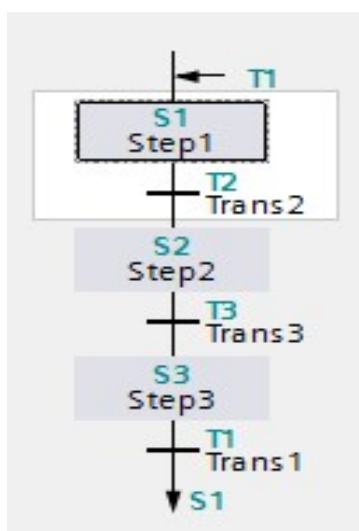 T1
S1
Step1
T2
Trans2
S2
Step2
T3
Trans3
S3
Step3
T1
Trans1
S1